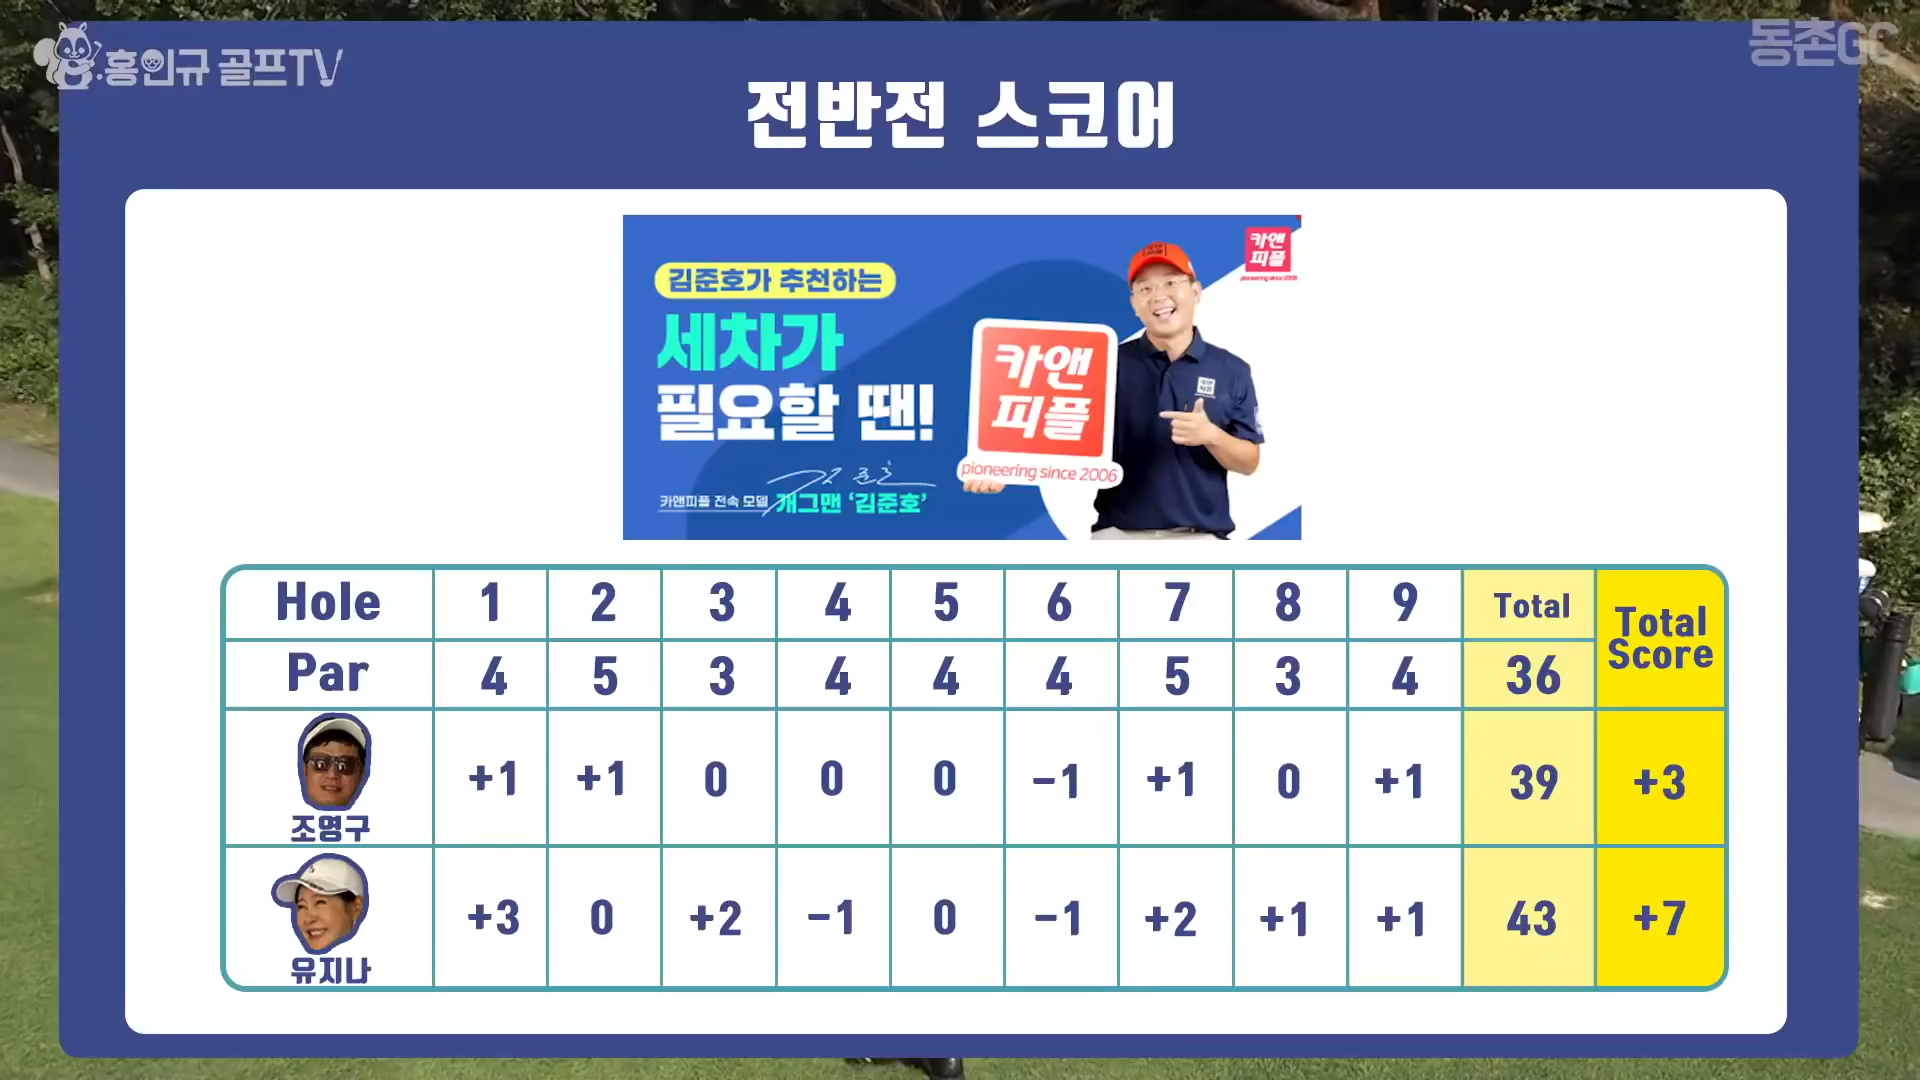 홍인규 골프TV
동촌GC
전반전 스코어
김준호가 추천하는
세차가
필요할 땐!
카앤피플 전속 모델 개그맨 '김준호'
카앤
피플
pioneering since 2006
카앤
피플
pioneering since 2006
Hole 1 2 3 4 5 6 7 8 9 Total Total Score
Par 4 5 3 4 4 4 5 3 4 36
조영구 +1 +1 0 0 0 -1 +1 0 +1 39 +3
유지나 +3 0 +2 -1 0 -1 +2 +1 +1 43 +7